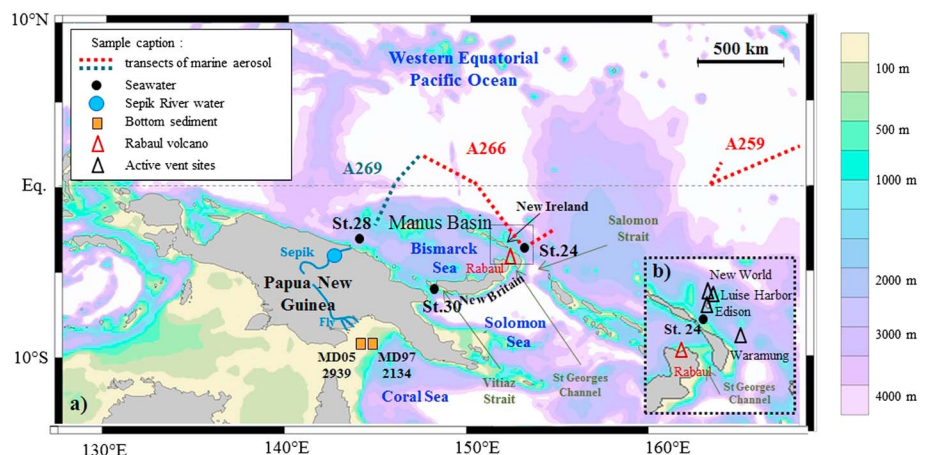 10°N
Sample caption :
transects of marine aerosol
Seawater
Sepik River water
Bottom sediment
Rabaul volcano
Active vent sites
Western Equatorial
Pacific Ocean
500 km
100 m
500 m
1000 m
2000 m
3000 m
4000 m
A269
A266
A259
Eq.
New Ireland
St.28
Manus Basin
Salomon
Strait
Bismarck
Sea
St.24
Sepik
Rabaul
Papua New
Guinea
New Britain
St.30
Fly
Solomon
Sea
10°S
MD05
2939
MD97
2134
Vitiaz
Strait
St Georges
Channel
Coral Sea
a)
b)
New World
Luise Harbor
Edison
St. 24
Waramung
Rabaul
St Georges
Channel
130°E
140°E
150°E
160°E